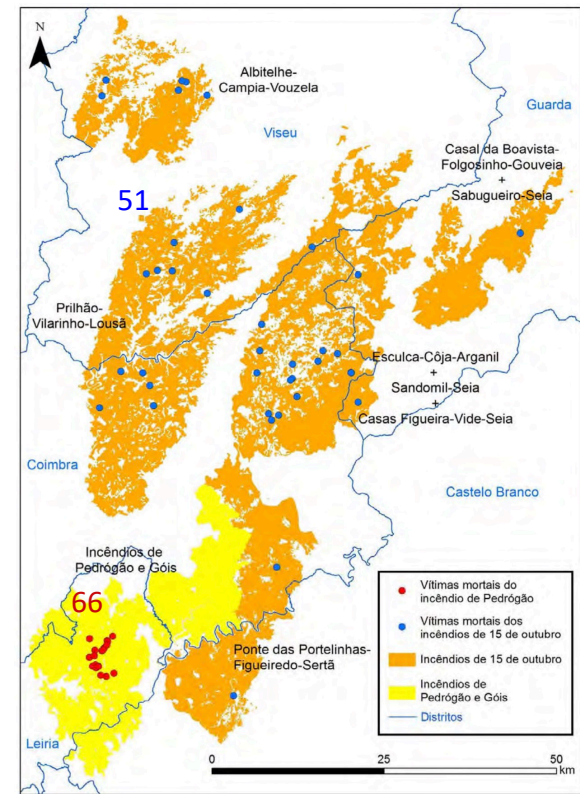 N
Albitelhe-
Campia-Vouzela
Guarda
Viseu
Casal da Boavista-
Folgosinho-Gouveia
+
Sabugueiro-Seia
51
Prilhão-
Vilarinho-Lousã
Esculca-Côja-Arganil
+
Sandomil-Seia
+
Casas Figueira-Vide-Seia
Coimbra
Castelo Branco
Incêndios de
Pedrógão e Góis
66
Ponte das Portelinhas-
Figueiredo-Sertã
Leiria
Vítimas mortais do
incêndio de Pedrógão
Vítimas mortais dos
incêndios de 15 de outubro
Incêndios de 15 de outubro
Incêndios de
Pedrógão e Góis
Distritos
0 25 50
km